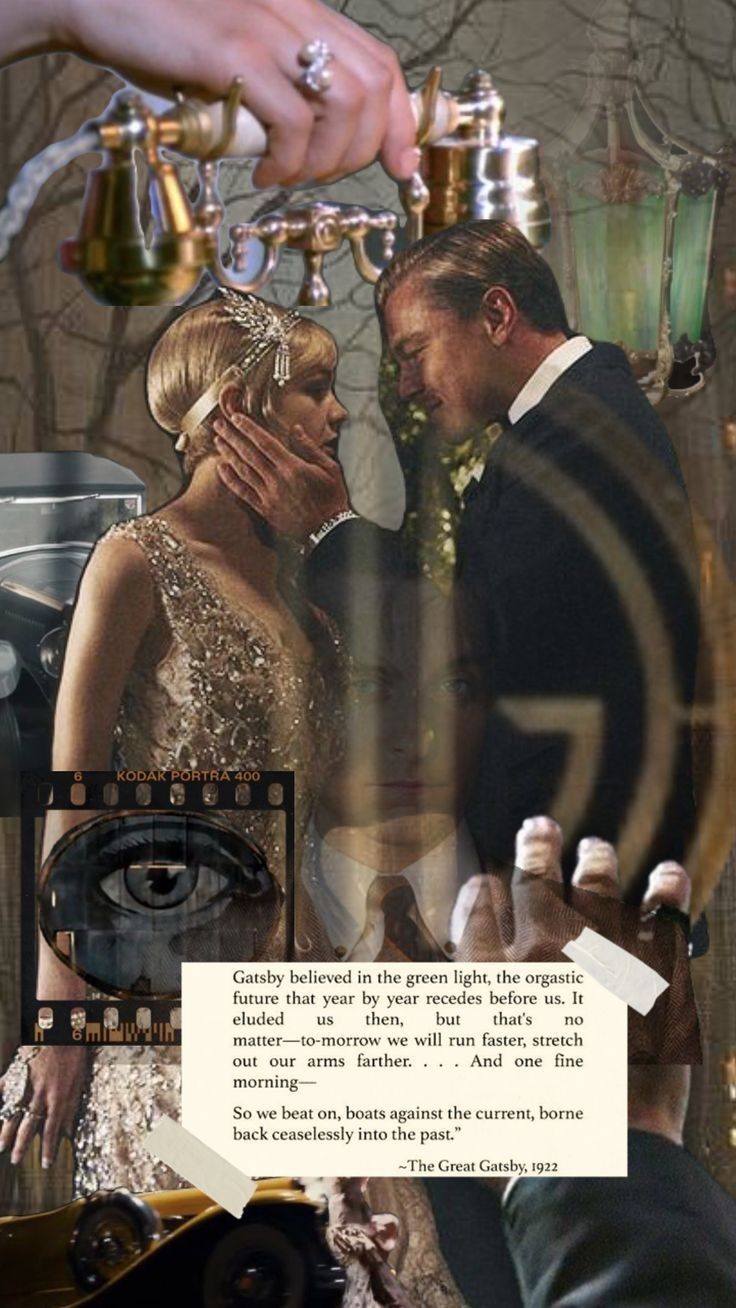 6 KODAK PORTRA 400
6
Gatsby believed in the green light, the orgastic
future that year by year recedes before us. It
eluded us then, but that's no
matter—to-morrow we will run faster, stretch
out our arms farther. . . . And one fine
morning—
So we beat on, boats against the current, borne
back ceaselessly into the past.”
~The Great Gatsby, 1922